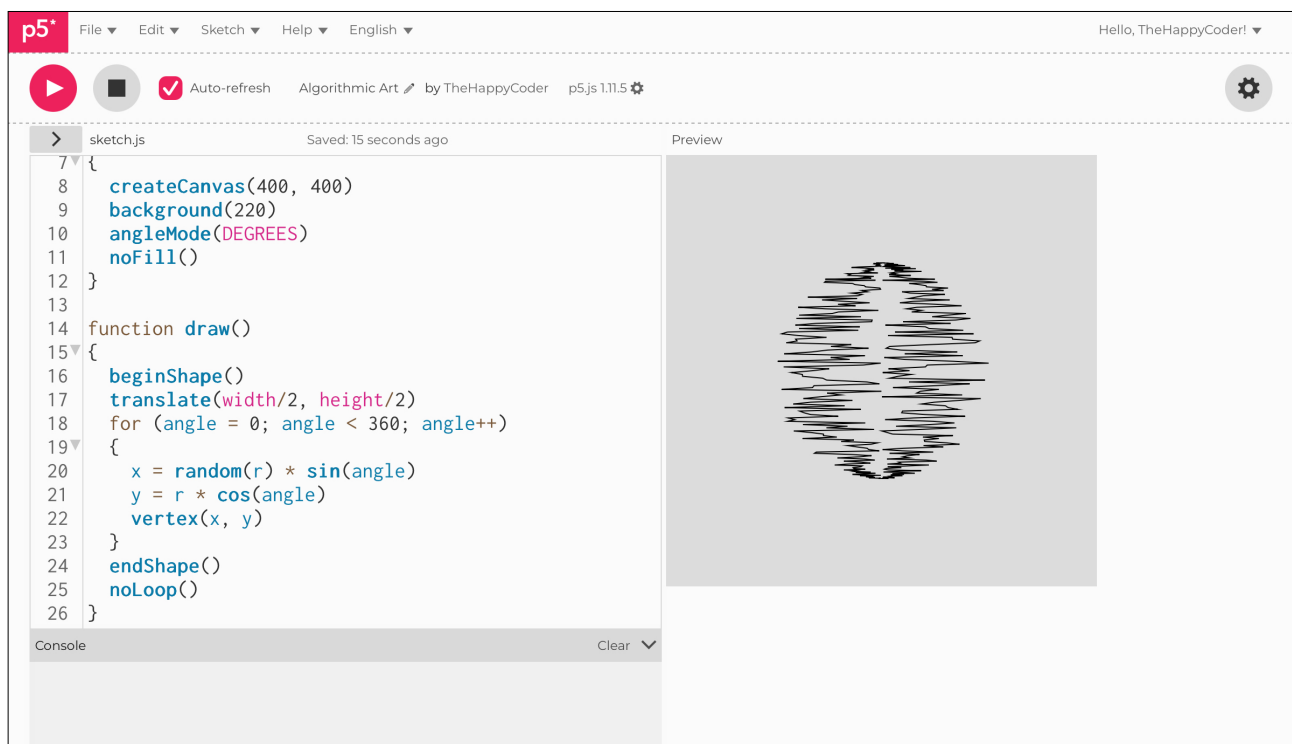 p5* File Edit Sketch Help English Hello, TheHappyCoder!
Auto-refresh Algorithmic Art by TheHappyCoder p5.js 1.11.5
sketch.js Saved: 15 seconds ago Preview
7 {
8 createCanvas(400, 400)
9 background(220)
10 angleMode(DEGREES)
11 noFill()
12 }
13
14 function draw()
15 {
16 beginShape()
17 translate(width/2, height/2)
18 for (angle = 0; angle < 360; angle++)
19 {
20 x = random(r) * sin(angle)
21 y = r * cos(angle)
22 vertex(x, y)
23 }
24 endShape()
25 noLoop()
26 }
Console Clear